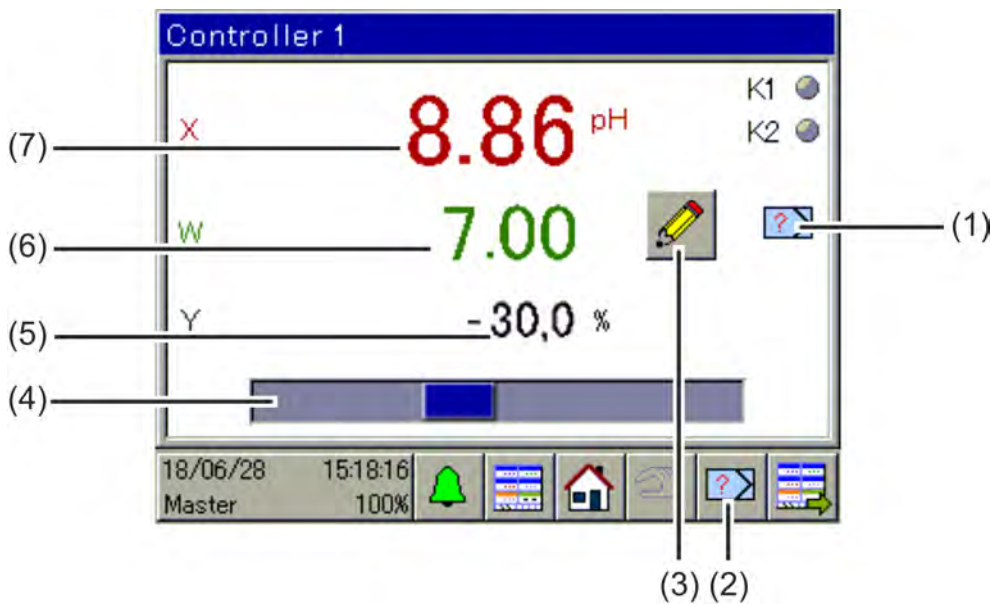 Controller 1
K1
X 8.86 pH
K2
(7)
W 7.00 ? (1)
(6)
Y -30,0 %
(5)
(4)
18/06/28 15:18:16
Master 100% ?
(3) (2)